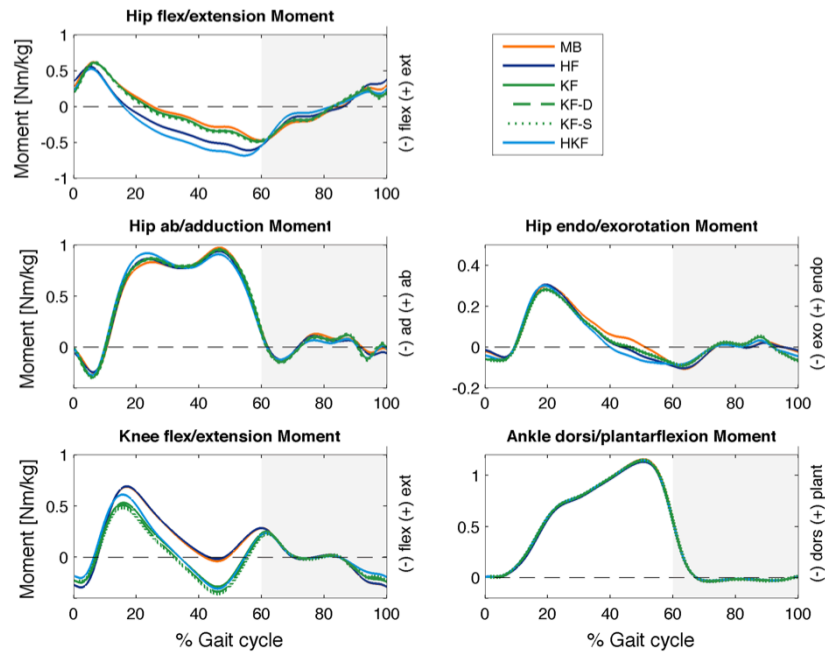 Hip flex/extension Moment
Moment [Nm/kg]
1
0.5
0
-0.5
-1
0 20 40 60 80 100
(-) flex (+) ext
MB
HF
KF
KF-D
KF-S
HKF
Hip ab/adduction Moment
Moment [Nm/kg]
1
0.5
0
0 20 40 60 80 100
(-) ad (+) ab
Hip endo/exorotation Moment
0.4
0.2
0
-0.2
0 20 40 60 80 100
(-) exo (+) endo
Knee flex/extension Moment
Moment [Nm/kg]
1
0.5
0
0 20 40 60 80 100
% Gait cycle
(-) flex (+) ext
Ankle dorsi/plantarflexion Moment
1
0.5
0
0 20 40 60 80 100
% Gait cycle
(-) dors (+) plant